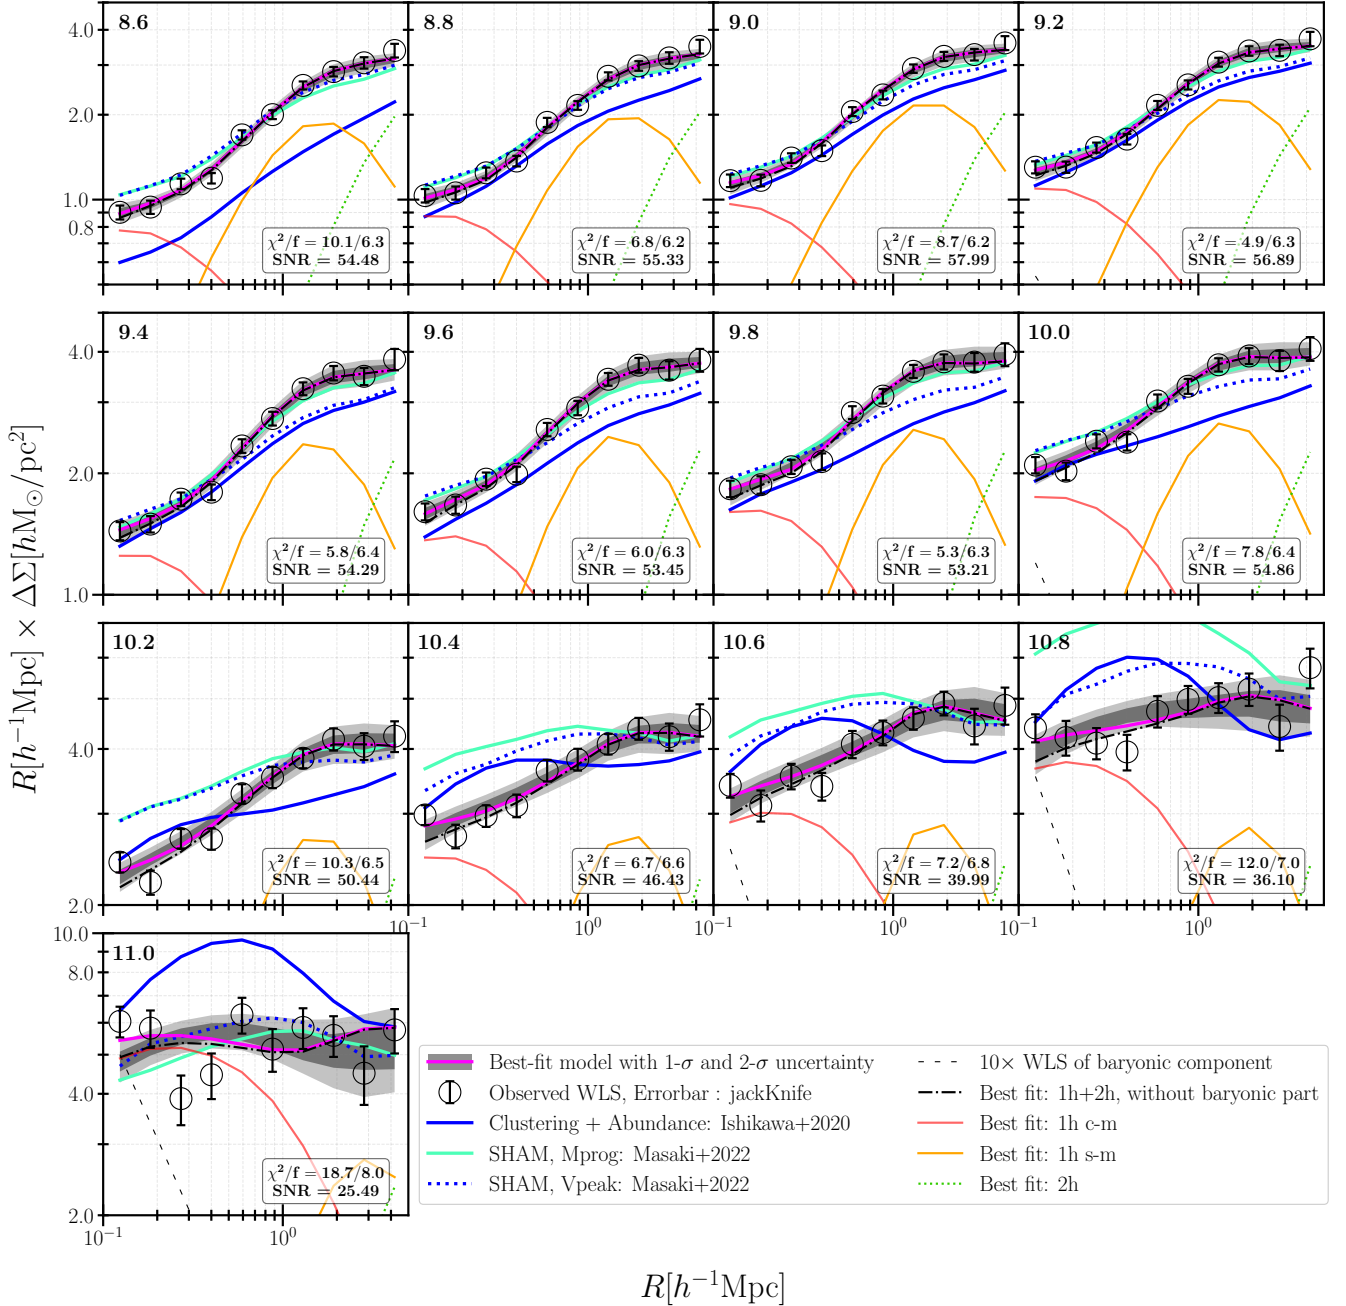 8.6
8.8
9.0
9.2
4.0
2.0
1.0
0.8
χ²/f = 10.1/6.3
SNR = 54.48
χ²/f = 6.8/6.2
SNR = 55.33
χ²/f = 8.7/6.2
SNR = 57.99
χ²/f = 4.9/6.3
SNR = 56.89
9.4
9.6
9.8
10.0
4.0
2.0
1.0
χ²/f = 5.8/6.4
SNR = 54.29
χ²/f = 6.0/6.3
SNR = 53.45
χ²/f = 5.3/6.3
SNR = 53.21
χ²/f = 7.8/6.4
SNR = 54.86
R[h⁻¹Mpc] × ΔΣ[hM⊙/pc²]
10.2
10.4
10.6
10.8
4.0
2.0
χ²/f = 10.3/6.5
SNR = 50.44
χ²/f = 6.7/6.6
SNR = 46.43
χ²/f = 7.2/6.8
SNR = 39.99
χ²/f = 12.0/7.0
SNR = 36.10
10⁻¹
10⁰
10⁻¹
10⁰
10⁻¹
10⁰
11.0
10.0
8.0
4.0
2.0
χ²/f = 18.7/8.0
SNR = 25.49
10⁻¹
10⁰
Best-fit model with 1-σ and 2-σ uncertainty
Observed WLS, Errorbar : jackKnife
Clustering + Abundance: Ishikawa+2020
SHAM, Mprog: Masaki+2022
SHAM, Vpeak: Masaki+2022
10× WLS of baryonic component
Best fit: 1h+2h, without baryonic part
Best fit: 1h c-m
Best fit: 1h s-m
Best fit: 2h
R[h⁻¹Mpc]